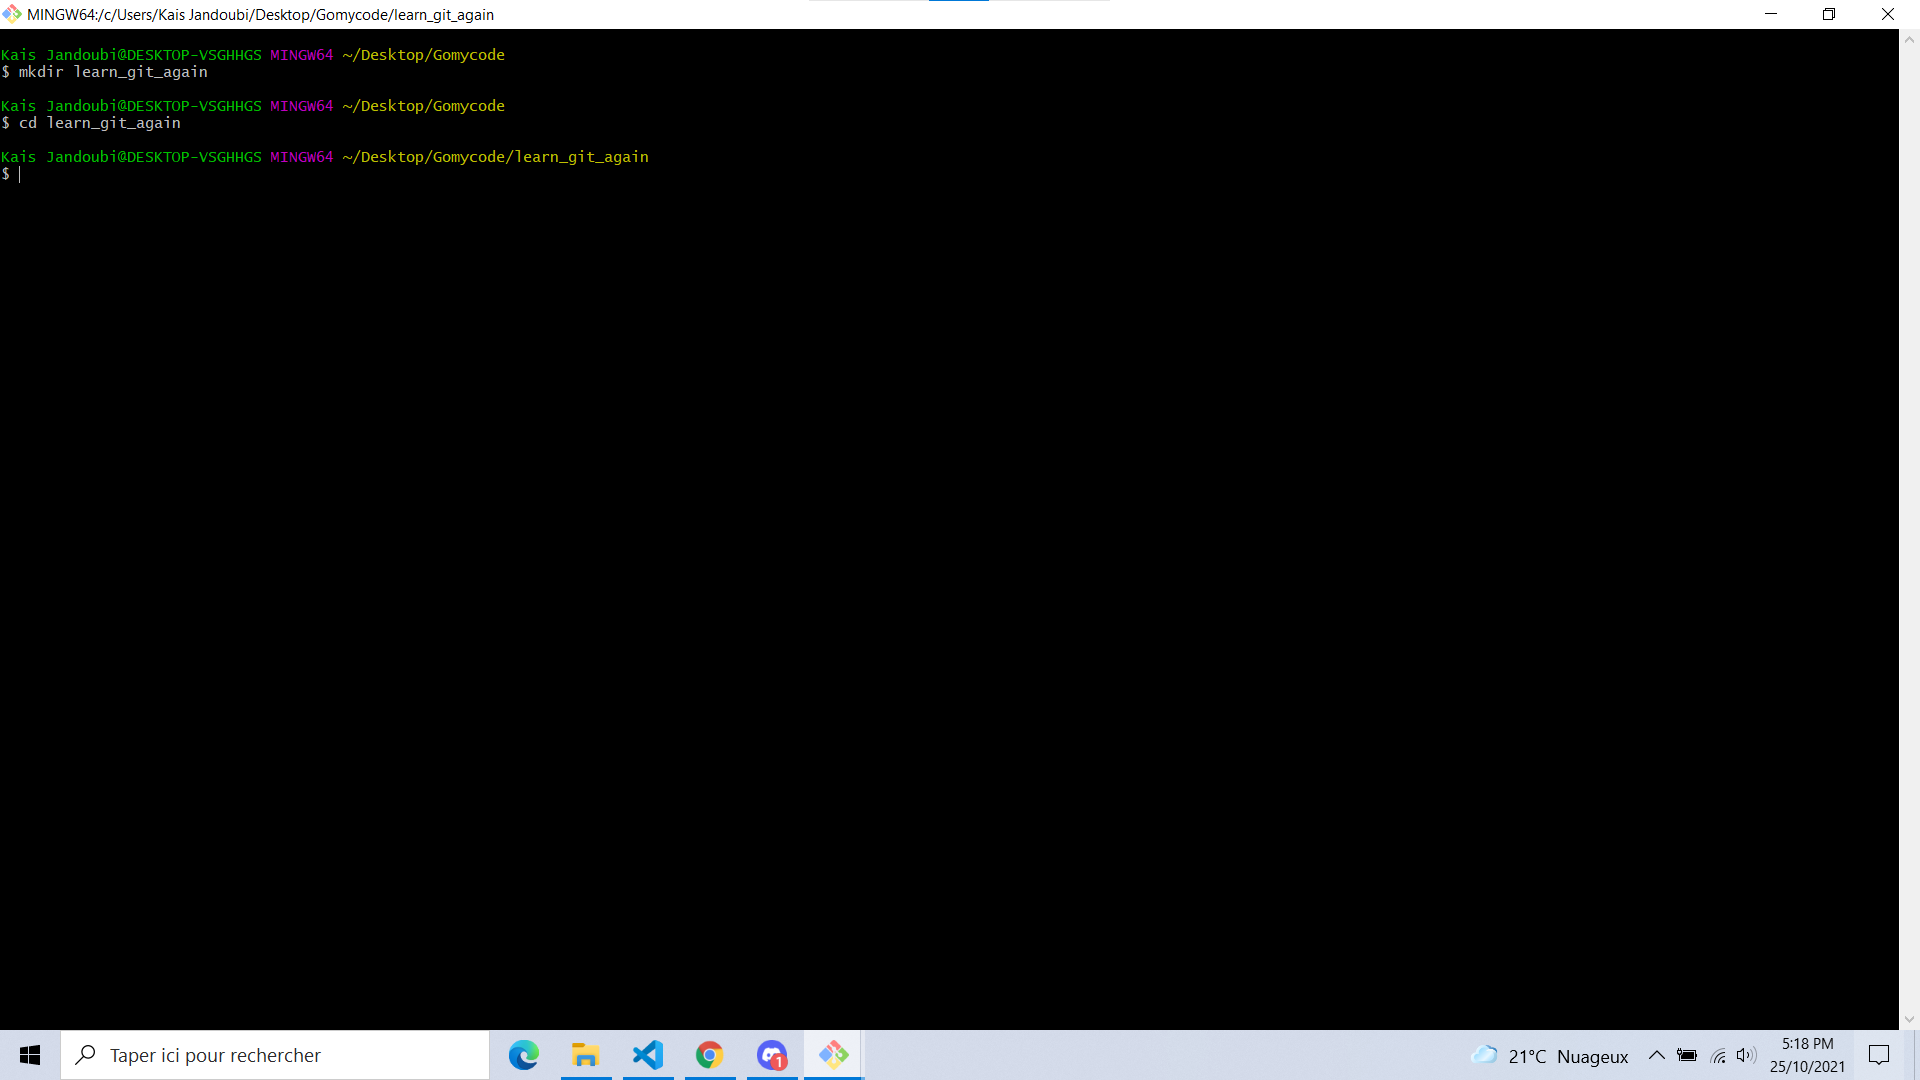 MINGW64:/c/Users/Kais Jandoubi/Desktop/Gomycode/learn_git_again
Kais Jandoubi@DESKTOP-VSGHHGS MINGW64 ~/Desktop/Gomycode
$ mkdir learn_git_again
Kais Jandoubi@DESKTOP-VSGHHGS MINGW64 ~/Desktop/Gomycode
$ cd learn_git_again
Kais Jandoubi@DESKTOP-VSGHHGS MINGW64 ~/Desktop/Gomycode/learn_git_again
$
Taper ici pour rechercher
1
21°C Nuageux
5:18 PM
25/10/2021